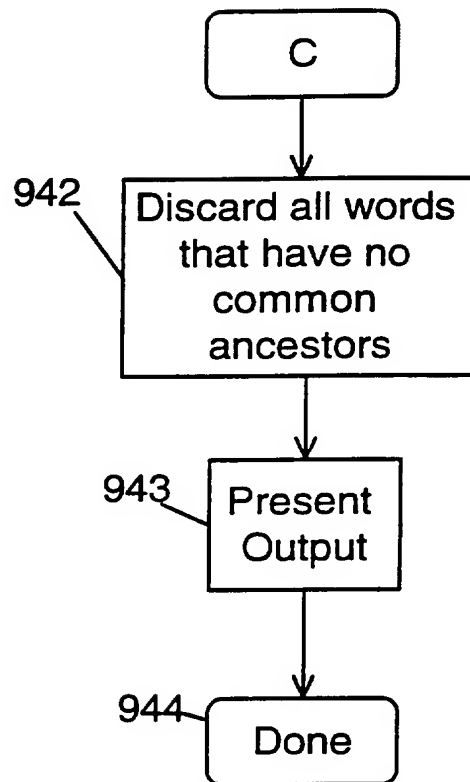 C
942
Discard all words
that have no
common
ancestors
943
Present
Output
944
Done